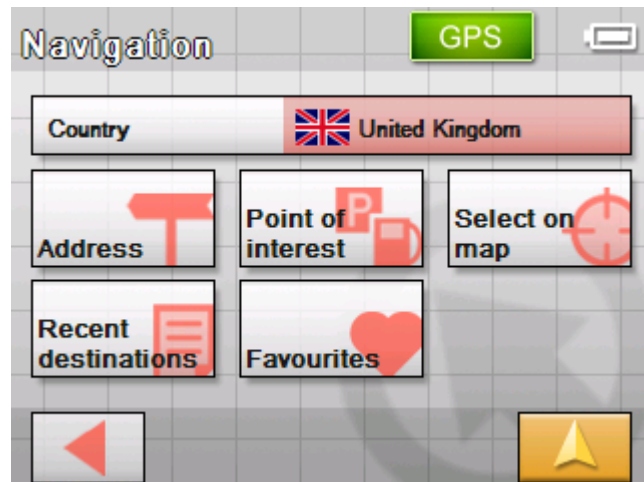 Navigation
GPS
Country
United Kingdom
Address
Point of
interest
Select on
map
Recent
destinations
Favourites
P